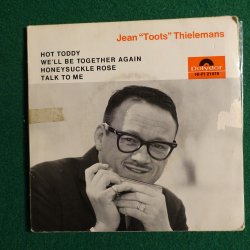 Jean "Toots" Thielemans
HOT TODDY
WE'LL BE TOGETHER AGAIN
HONEYSUCKLE ROSE
TALK TO ME
Polydor